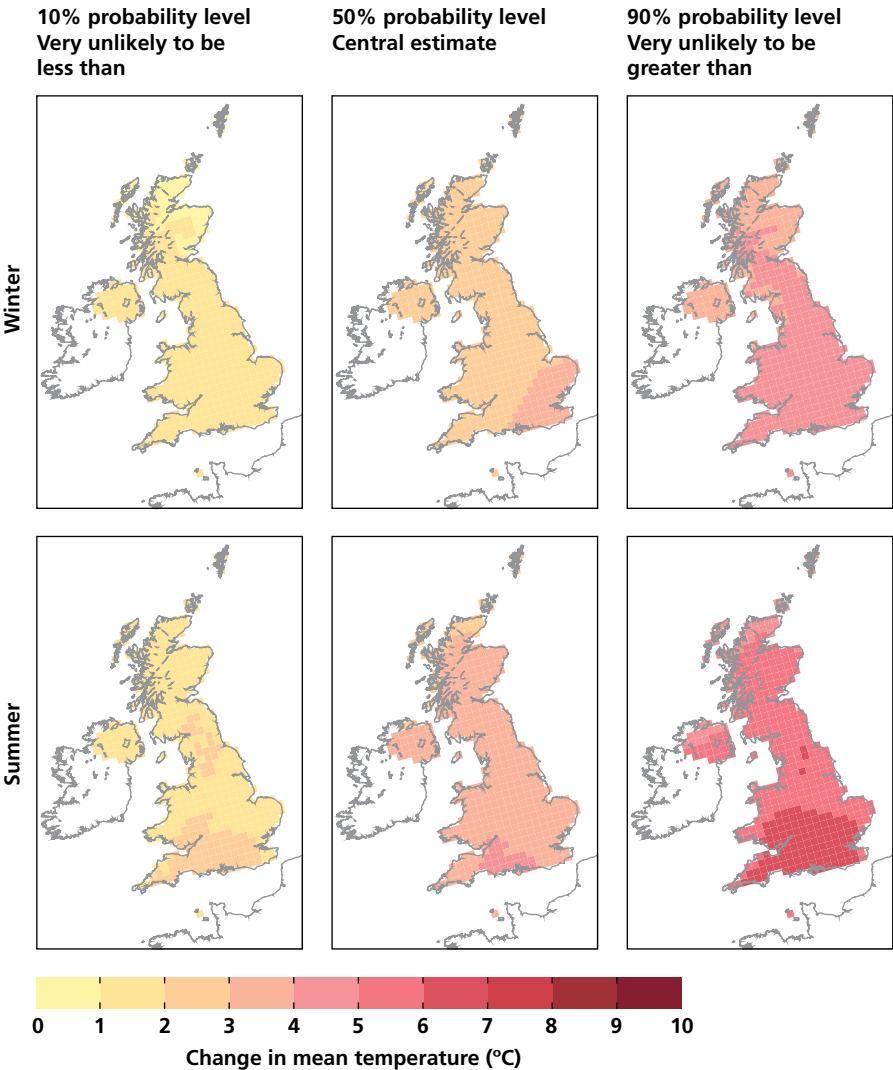 10% probability level
Very unlikely to be
less than
50% probability level
Central estimate
90% probability level
Very unlikely to be
greater than
Winter
Summer
0 1 2 3 4 5 6 7 8 9 10
Change in mean temperature (ºC)